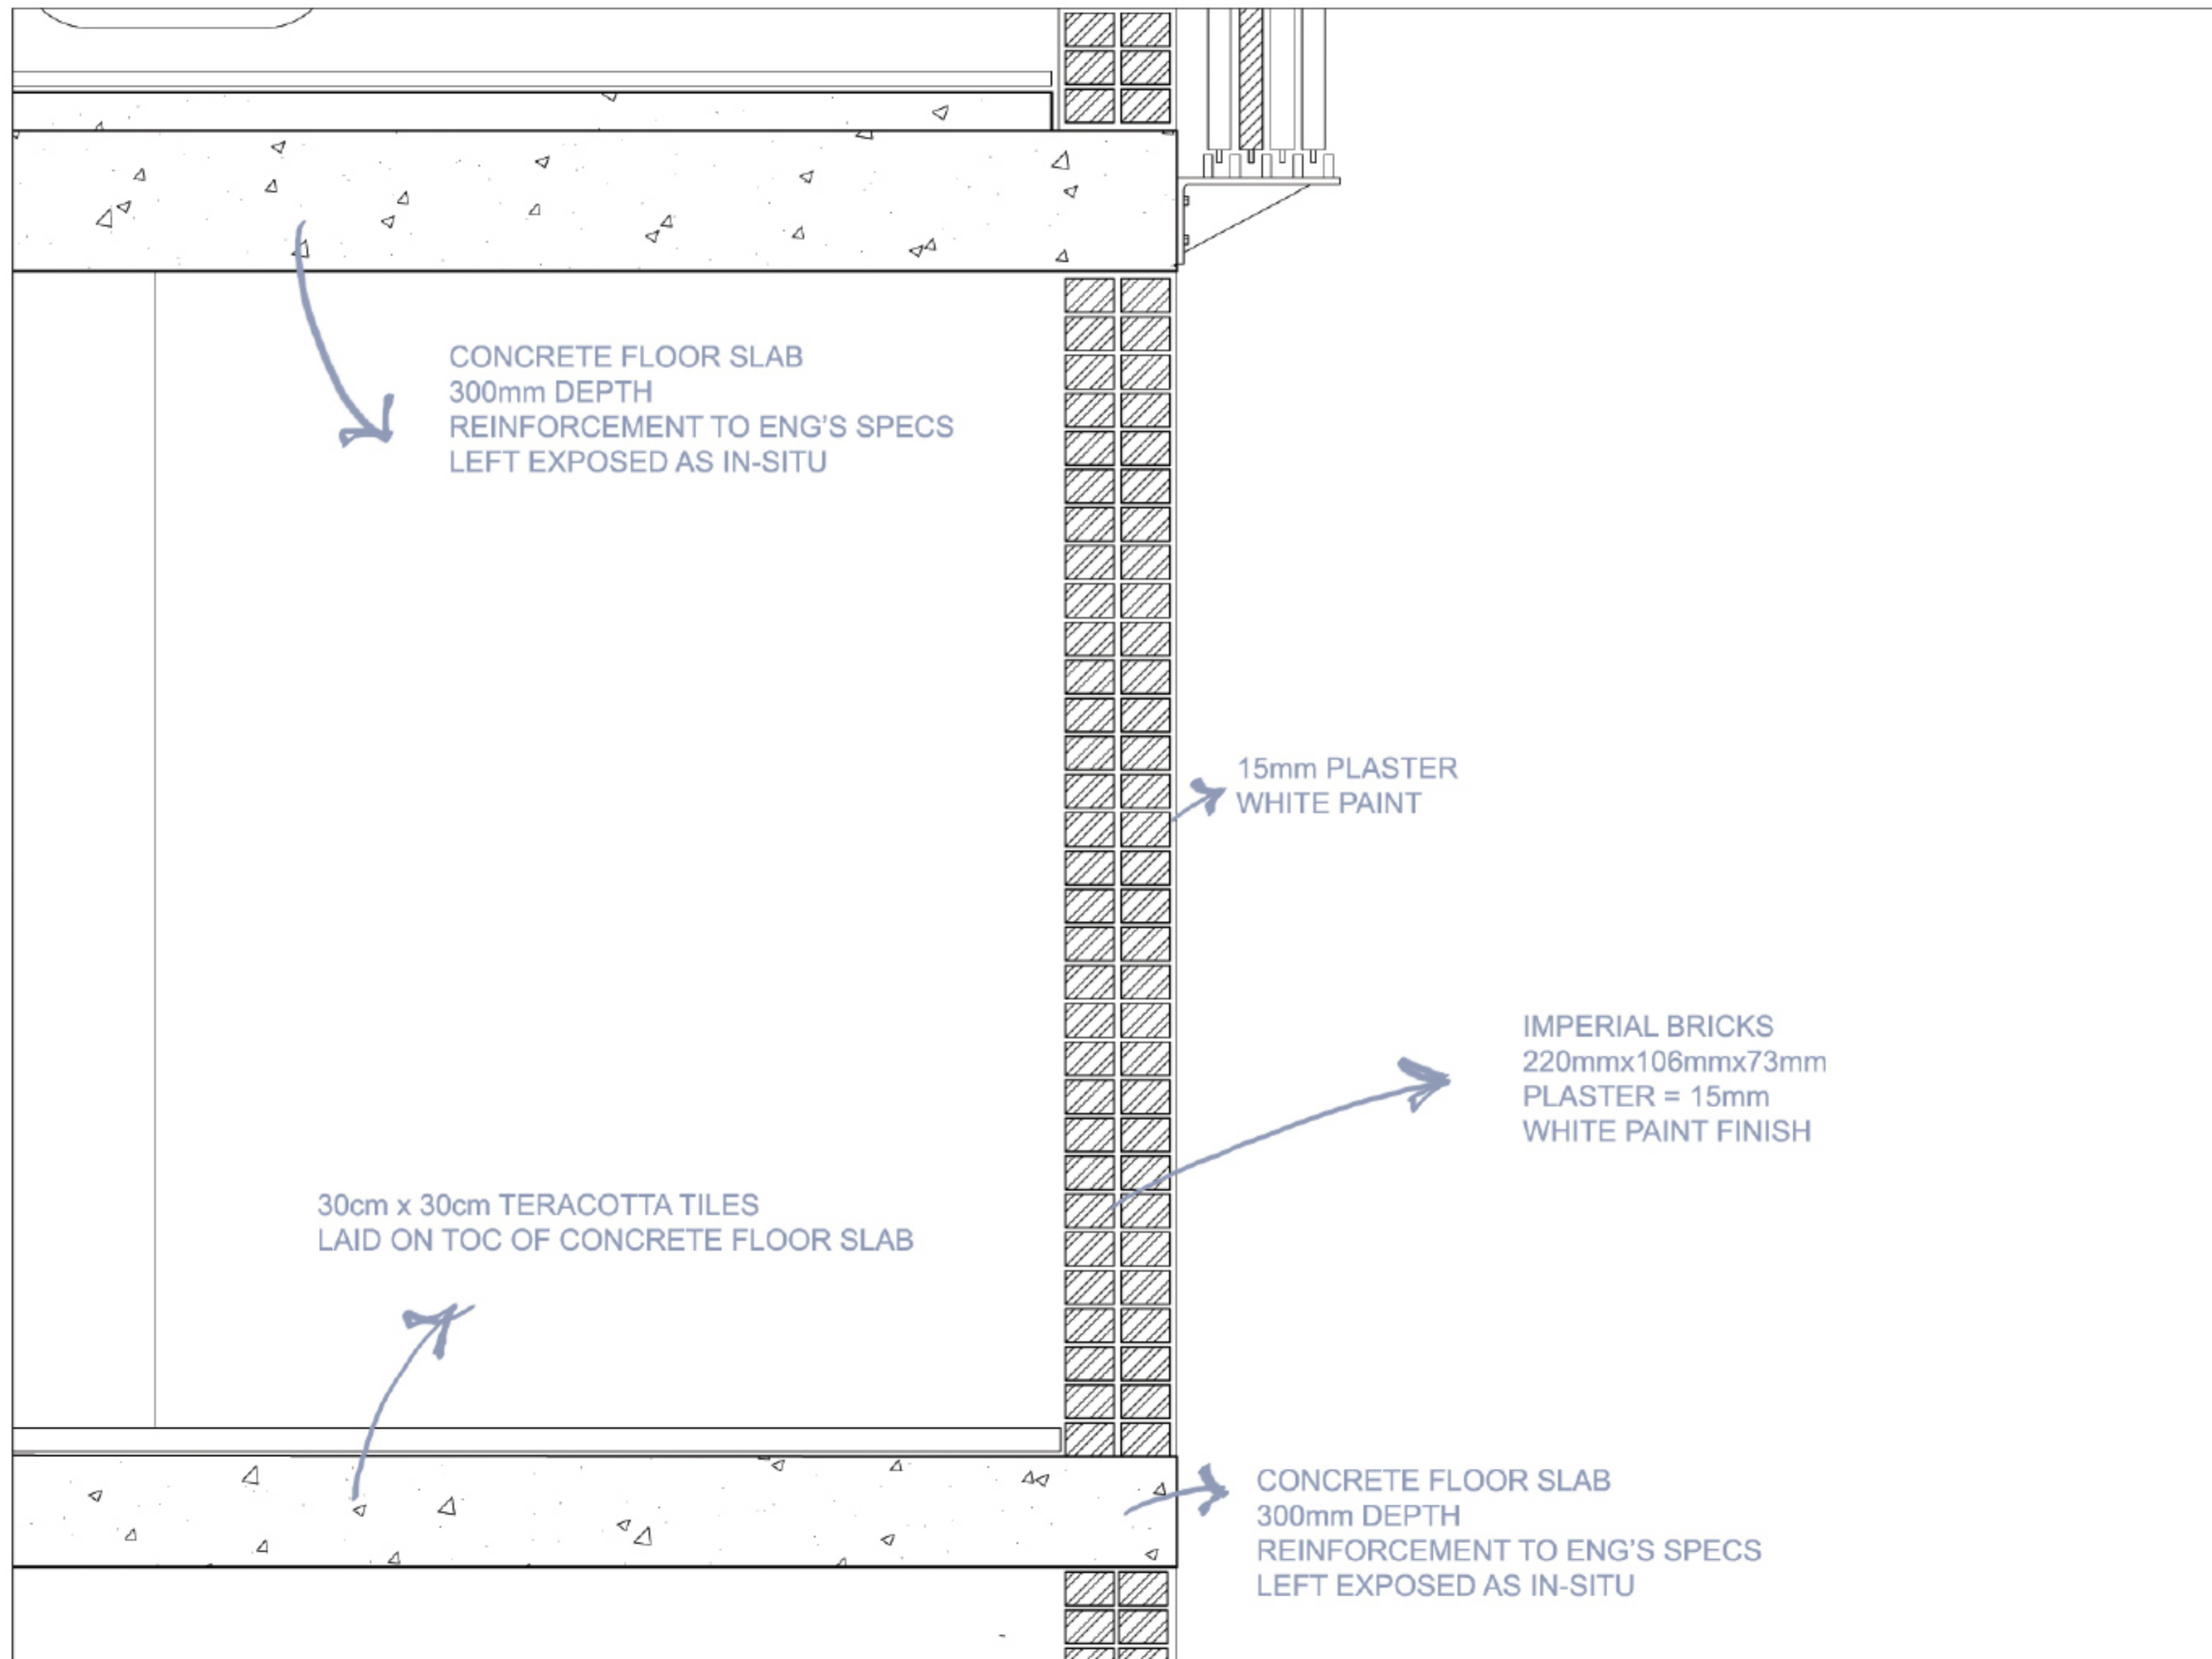 CONCRETE FLOOR SLAB
300mm DEPTH
REINFORCEMENT TO ENG'S SPECS
LEFT EXPOSED AS IN-SITU
15mm PLASTER
WHITE PAINT
IMPERIAL BRICKS
220mmx106mmx73mm
PLASTER = 15mm
WHITE PAINT FINISH
30cm x 30cm TERACOTTA TILES
LAID ON TOC OF CONCRETE FLOOR SLAB
CONCRETE FLOOR SLAB
300mm DEPTH
REINFORCEMENT TO ENG'S SPECS
LEFT EXPOSED AS IN-SITU